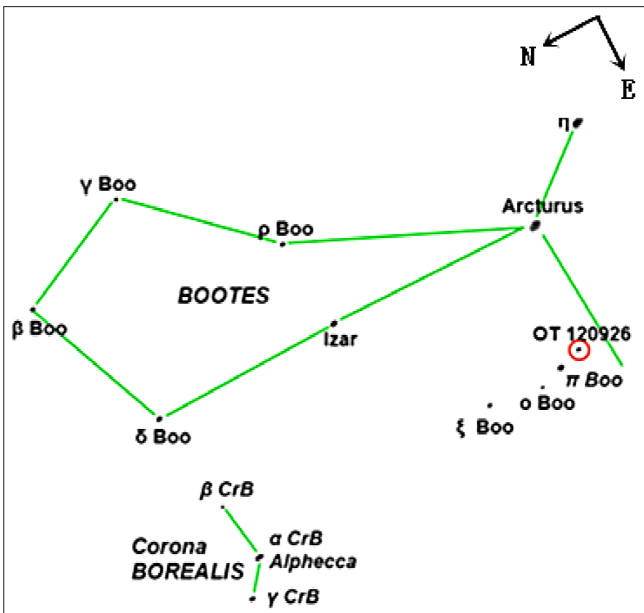 N
E
η
γ Boo
Arcturus
ρ Boo
BOOTES
β Boo
Izar
OT 120926
π Boo
ο Boo
ξ Boo
δ Boo
β CrB
α CrB
Alphecca
Corona
BOREALIS
γ CrB